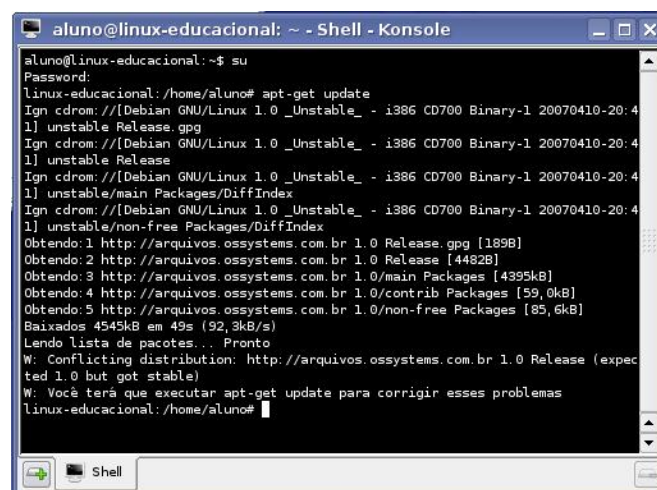 aluno@linux-educacional: ~ - Shell - Konsole
aluno@linux-educacional:~$ su
Password:
linux-educacional:/home/aluno# apt-get update
Ign cdrom://[Debian GNU/Linux 1.0 _Unstable_ - i386 CD700 Binary-1 20070410-20:4
1] unstable Release.gpg
Ign cdrom://[Debian GNU/Linux 1.0 _Unstable_ - i386 CD700 Binary-1 20070410-20:4
1] unstable Release
Ign cdrom://[Debian GNU/Linux 1.0 _Unstable_ - i386 CD700 Binary-1 20070410-20:4
1] unstable/main Packages/DiffIndex
Ign cdrom://[Debian GNU/Linux 1.0 _Unstable_ - i386 CD700 Binary-1 20070410-20:4
1] unstable/non-free Packages/DiffIndex
Obtendo:1 http://arquivos.ossystems.com.br 1.0 Release.gpg [189B]
Obtendo:2 http://arquivos.ossystems.com.br 1.0 Release [4482B]
Obtendo:3 http://arquivos.ossystems.com.br 1.0/main Packages [4395kB]
Obtendo:4 http://arquivos.ossystems.com.br 1.0/contrib Packages [59,0kB]
Obtendo:5 http://arquivos.ossystems.com.br 1.0/non-free Packages [85,6kB]
Baixados 4545kB em 49s (92,3kB/s)
Lendo lista de pacotes... Pronto
W: Conflicting distribution: http://arquivos.ossystems.com.br 1.0 Release (expec
ted 1.0 but got stable)
W: Você terá que executar apt-get update para corrigir esses problemas
linux-educacional:/home/aluno#
Shell